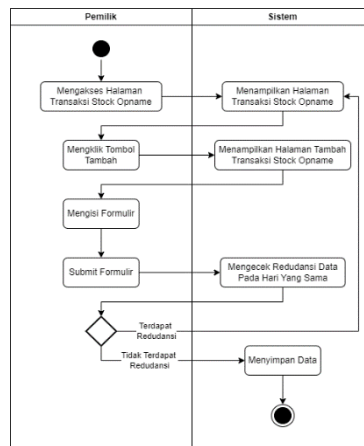 Pemilik
Sistem
Mengakses Halaman
Transaksi Stock Opname
Menampilkan Halaman
Transaksi Stock Opname
Mengklik Tombol
Tambah
Menampilkan Halaman Tambah
Transaksi Stock Opname
Mengisi Formulir
Submit Formulir
Mengecek Redudansi Data
Pada Hari Yang Sama
Terdapat
Redudansi
Tidak Terdapat
Redudansi
Menyimpan Data